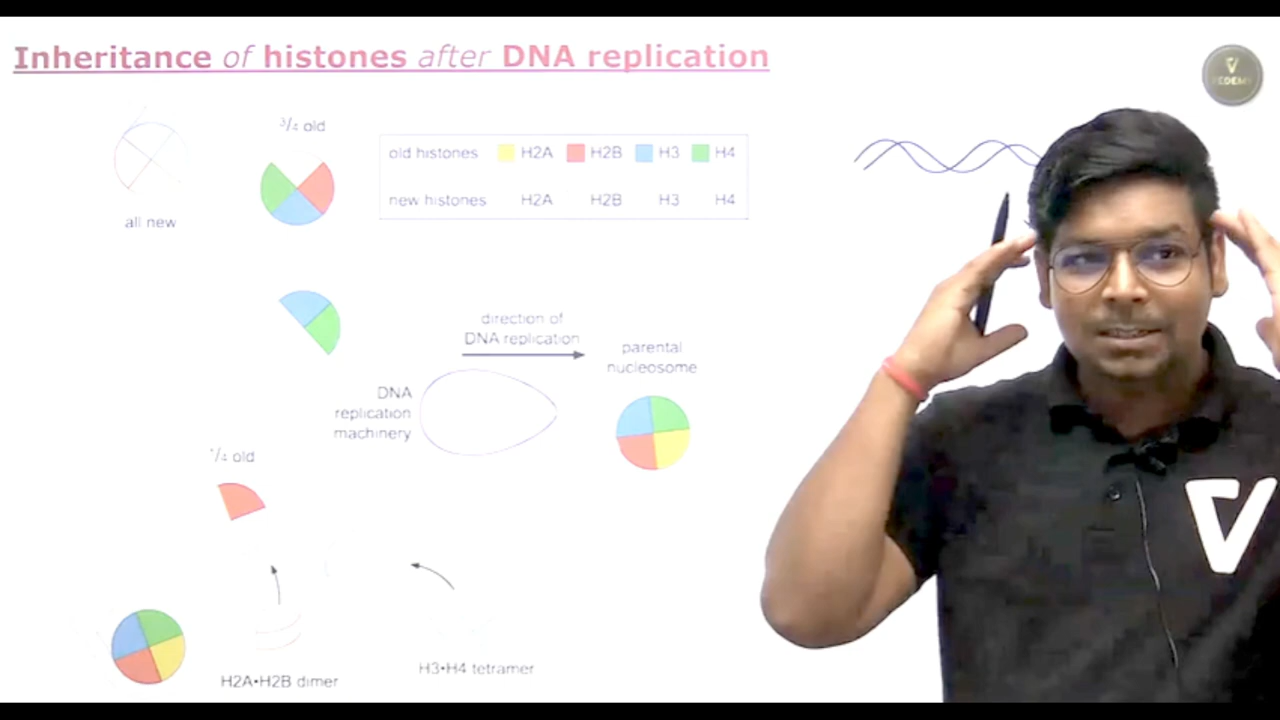 Inheritance of histones after DNA replication
VEDEMY
3/4 old
all new
old histones H2A H2B H3 H4
new histones H2A H2B H3 H4
direction of
DNA replication
parental
nucleosome
DNA
replication
machinery
1/4 old
H2A•H2B dimer
H3•H4 tetramer